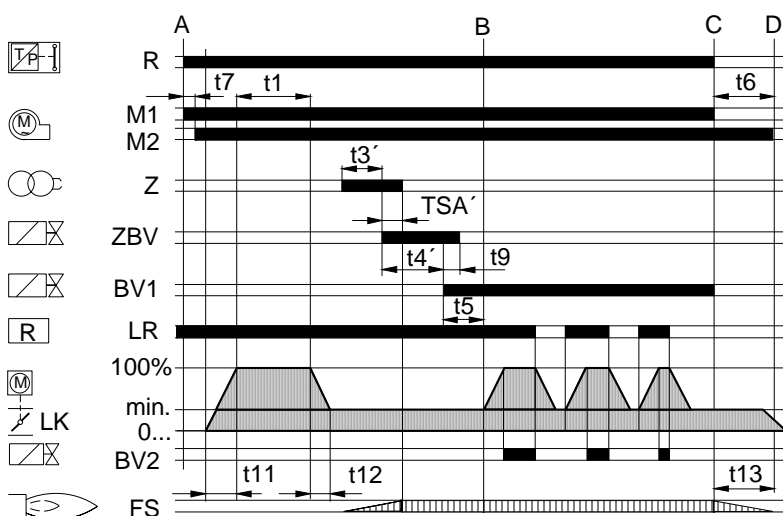 A B C D
T/P R
t7 t1 t6
M1
M ~
M2
t3´
Z
TSA´
ZBV
t4´ t9
BV1
t5
R LR
100%
M
min.
LK
0...
BV2
t11 t12 t13
FS